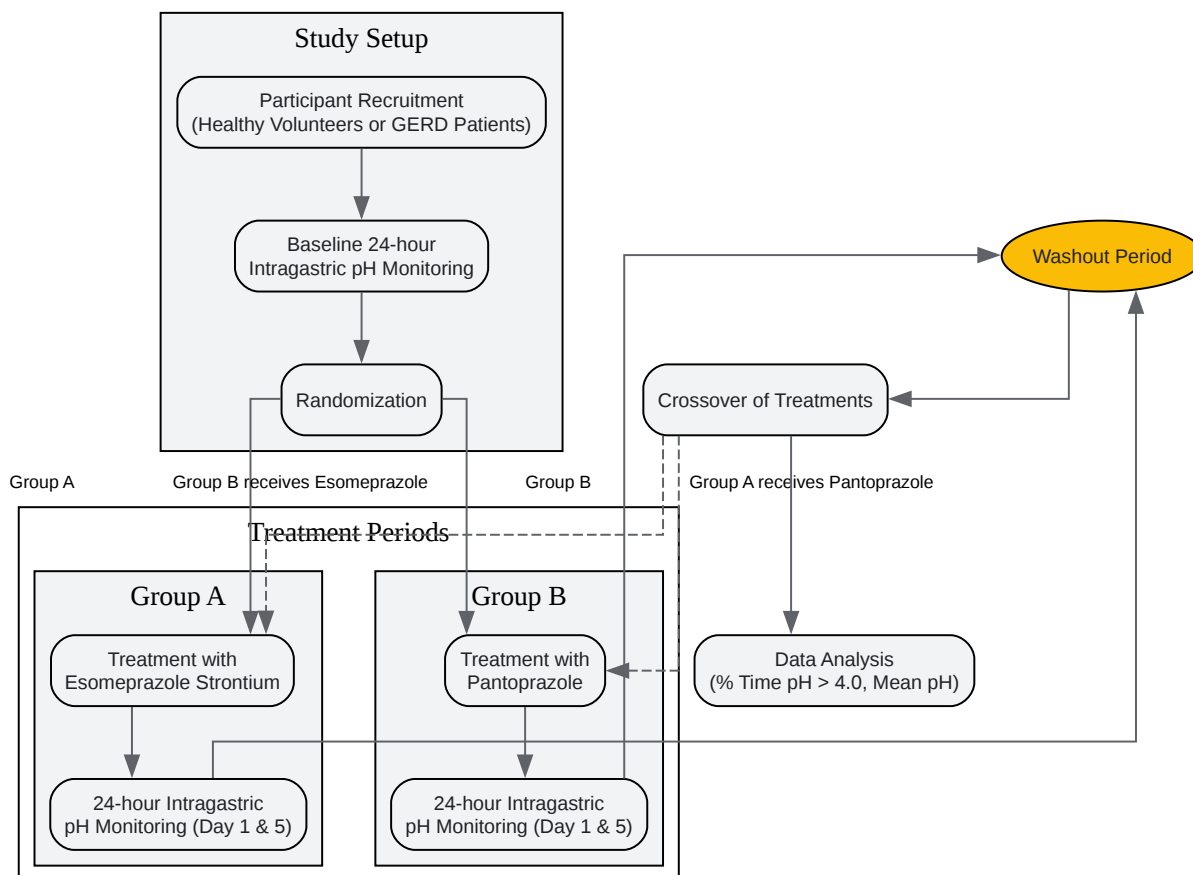 Study Setup
Participant Recruitment
(Healthy Volunteers or GERD Patients)
Baseline 24-hour
Intragastric pH Monitoring
Washout Period
Randomization
Crossover of Treatments
Group A
Group B receives Esomeprazole
Group B
Group A receives Pantoprazole
Treatment Periods
Group A
Group B
Treatment with
Esomeprazole Strontium
Treatment with
Pantoprazole
Data Analysis
(% Time pH > 4.0, Mean pH)
24-hour Intragastric
pH Monitoring (Day 1 & 5)
24-hour Intragastric
pH Monitoring (Day 1 & 5)